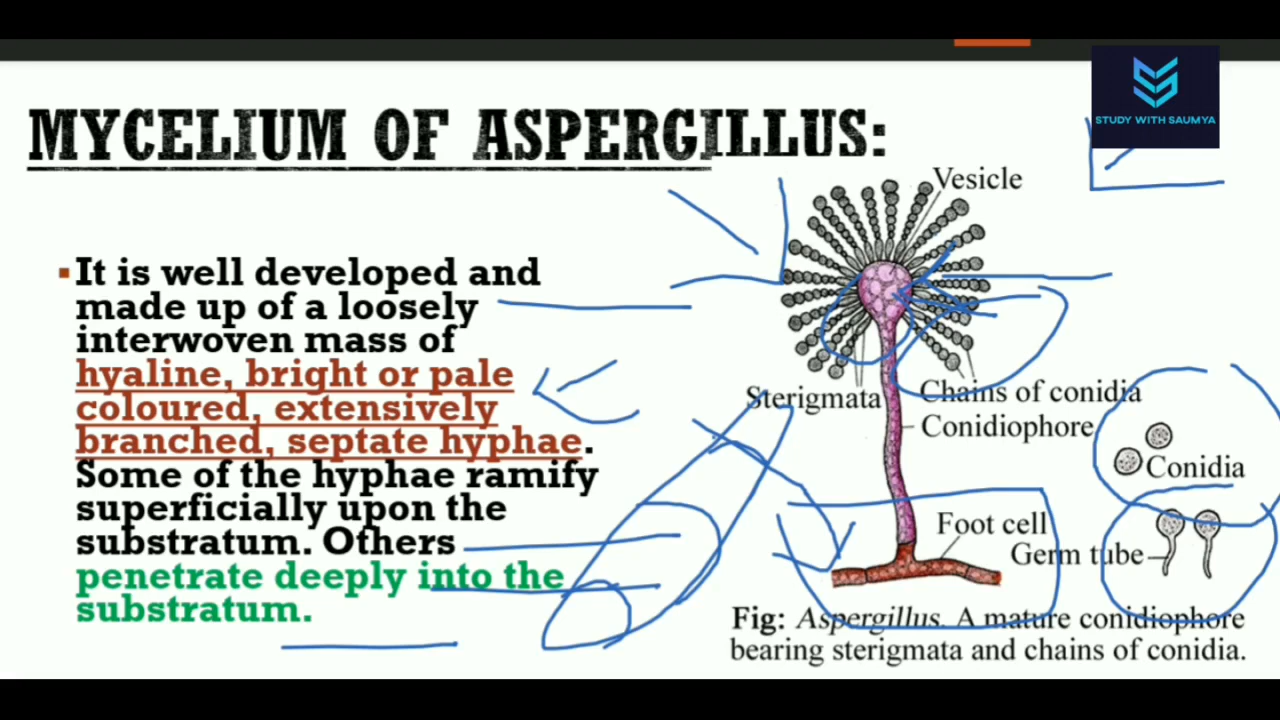 STUDY WITH SAUMYA
MYCELIUM OF ASPERGILLUS:
It is well developed and
made up of a loosely
interwoven mass of
hyaline, bright or pale
coloured, extensively
branched, septate hyphae.
Some of the hyphae ramify
superficially upon the
substratum. Others
penetrate deeply into the
substratum.
Vesicle
Sterigmata
Chains of conidia
Conidiophore
Conidia
Foot cell
Germ tube
Fig: Aspergillus. A mature conidiophore
bearing sterigmata and chains of conidia.